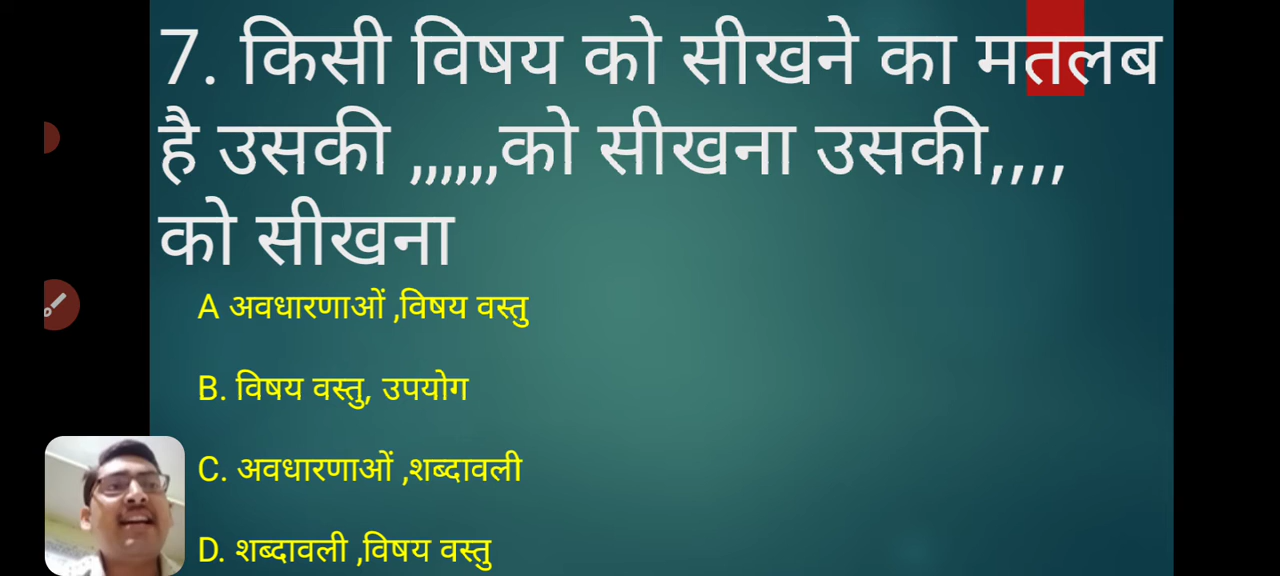 7. किसी विषय को सीखने का मतलब
है उसकी ,,,,,,को सीखना उसकी,,,,
को सीखना
A अवधारणाओं ,विषय वस्तु
B. विषय वस्तु, उपयोग
C. अवधारणाओं ,शब्दावली
D. शब्दावली ,विषय वस्तु